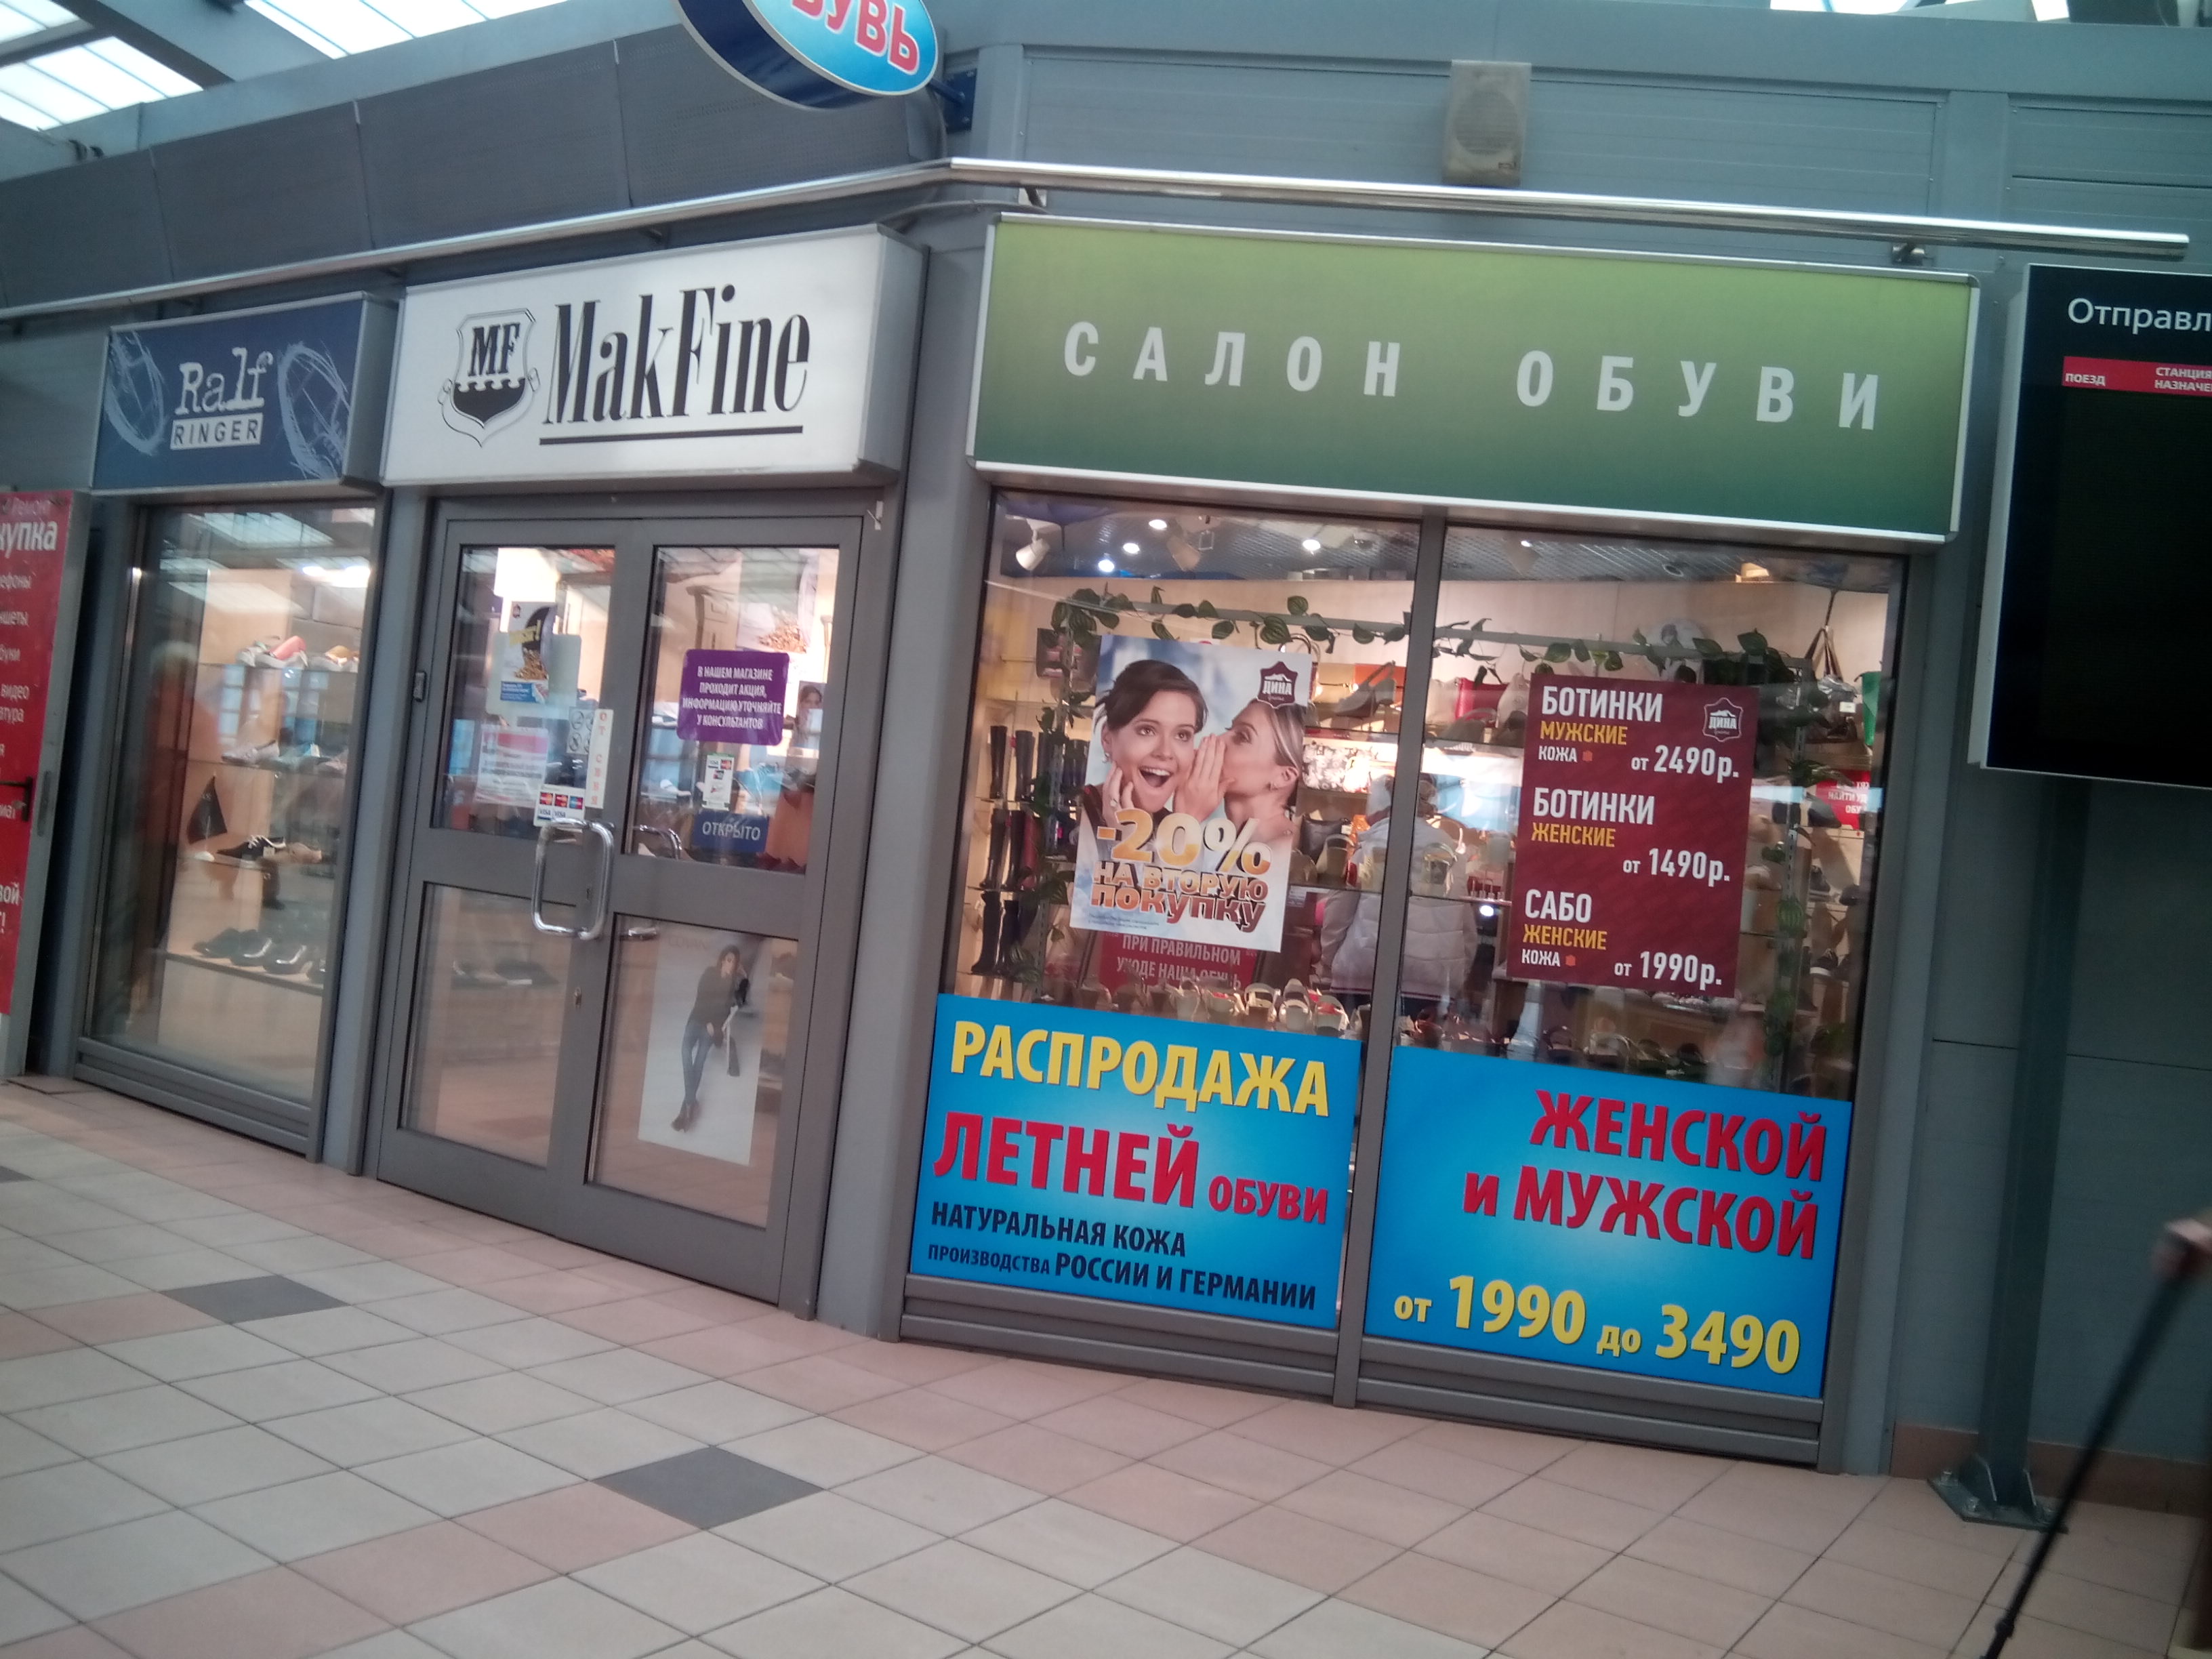 ОБУВЬ
Ralf
RINGER
MF
MakFine
САЛОН ОБУВИ
Отправл
ПОЕЗД
СТАНЦИЯ
НАЗНАЧЕ
Ремонт
купка
видео
В НАШЕМ МАГАЗИНЕ
ПРОХОДИТ АКЦИЯ,
ИНФОРМАЦИЮ УТОЧНЯЙТЕ
У КОНСУЛЬТАНТОВ
ОТКРЫТО
ДИНА
-20%
НА ВТОРУЮ
ПОКУПКУ
ПРИ ПРАВИЛЬНОМ
УХОДЕ НАША ОБУВЬ
БОТИНКИ
МУЖСКИЕ
КОЖА
от 2490р.
ДИНА
БОТИНКИ
ЖЕНСКИЕ
от 1490р.
САБО
ЖЕНСКИЕ
КОЖА
от 1990р.
РАСПРОДАЖА
ЛЕТНЕЙ ОБУВИ
НАТУРАЛЬНАЯ КОЖА
ПРОИЗВОДСТВА РОССИИ И ГЕРМАНИИ
ЖЕНСКОЙ
И МУЖСКОЙ
от 1990 до 3490